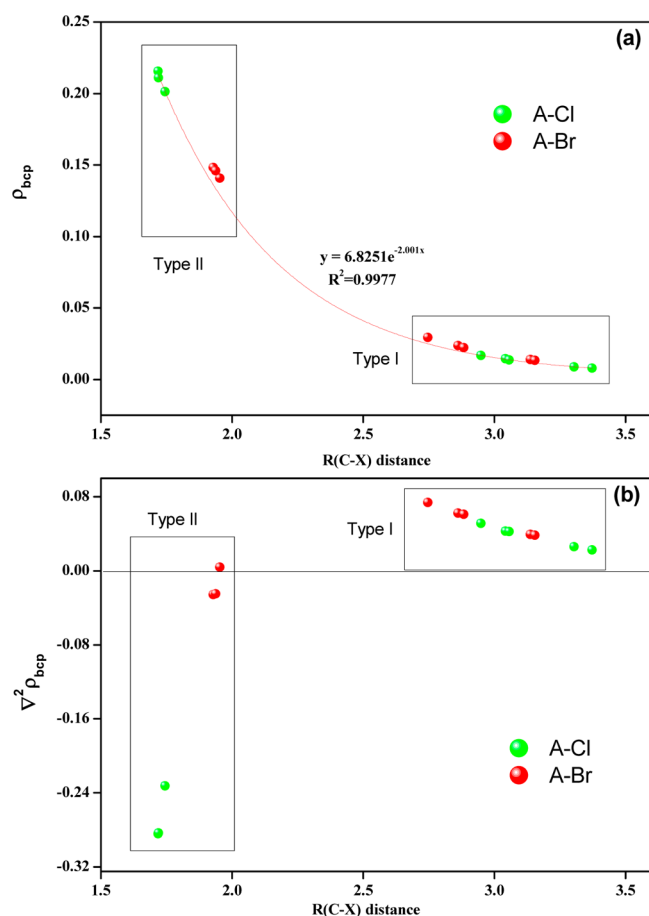 (a)
0.25
0.20
0.15
0.10
0.05
0.00
ρbcp
A-Cl
A-Br
Type II
y = 6.8251e^-2.001x
R²=0.9977
Type I
1.5 2.0 2.5 3.0 3.5
R(C-X) distance
(b)
0.08
0.00
-0.08
-0.16
-0.24
-0.32
∇²ρbcp
Type II
Type I
A-Cl
A-Br
1.5 2.0 2.5 3.0 3.5
R(C-X) distance